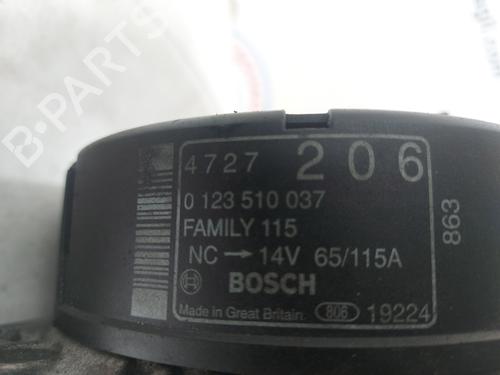 B-PARTS
4727 206
0 123 510 037
FAMILY 115
NC → 14V 65/115A
BOSCH
Made in Great Britain 806 19224
863